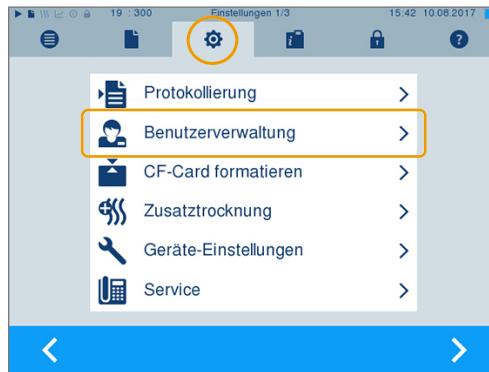 19 : 300 Einstellungen 1/3 15:42 10.08.2017
Protokollierung
Benutzerverwaltung
CF-Card formatieren
Zusatztrocknung
Geräte-Einstellungen
Service